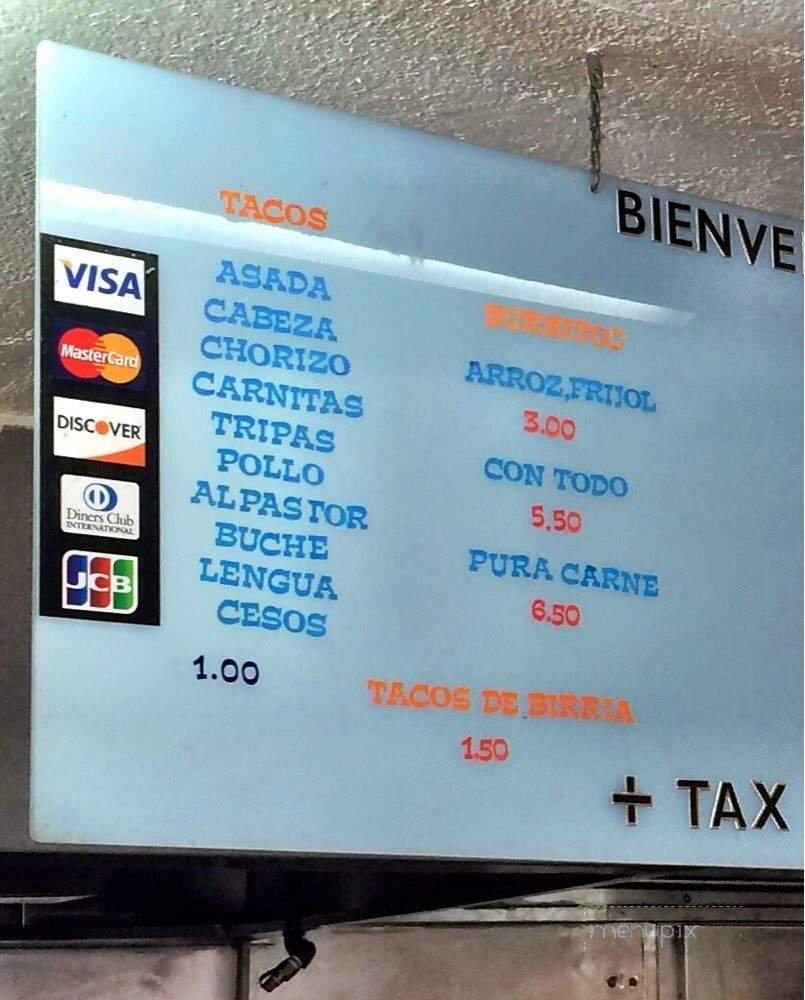 BIENVE
TACOS
ASADA
CABEZA
CHORIZO
CARNITAS
TRIPAS
POLLO
ALPASTOR
BUCHE
LENGUA
CESOS
1.00
BURRITOS
ARROZ,FRIJOL
3.00
CON TODO
5,50
PURA CARNE
6.50
TACOS DE BIRRIA
1.50
+ TAX
VISA
MasterCard
DISCOVER
Diners Club
INTERNATIONAL
JCB
menupix